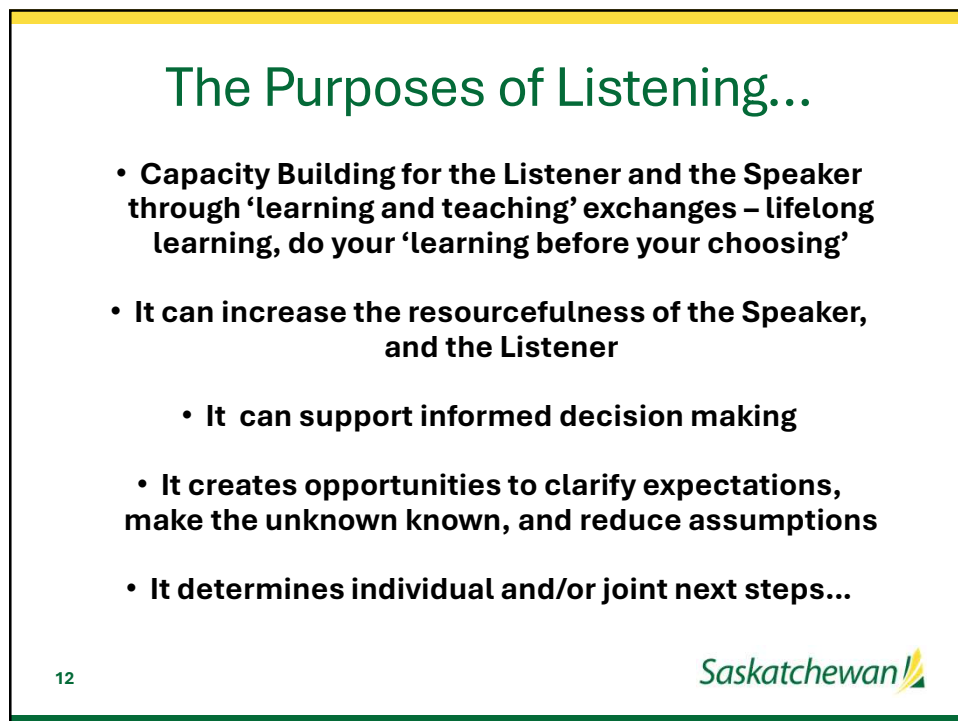 The Purposes of Listening...
• Capacity Building for the Listener and the Speaker
through ‘learning and teaching’ exchanges – lifelong
learning, do your ‘learning before your choosing’
• It can increase the resourcefulness of the Speaker,
and the Listener
• It  can support informed decision making
• It creates opportunities to clarify expectations,
make the unknown known, and reduce assumptions
• It determines individual and/or joint next steps...
12
Saskatchewan